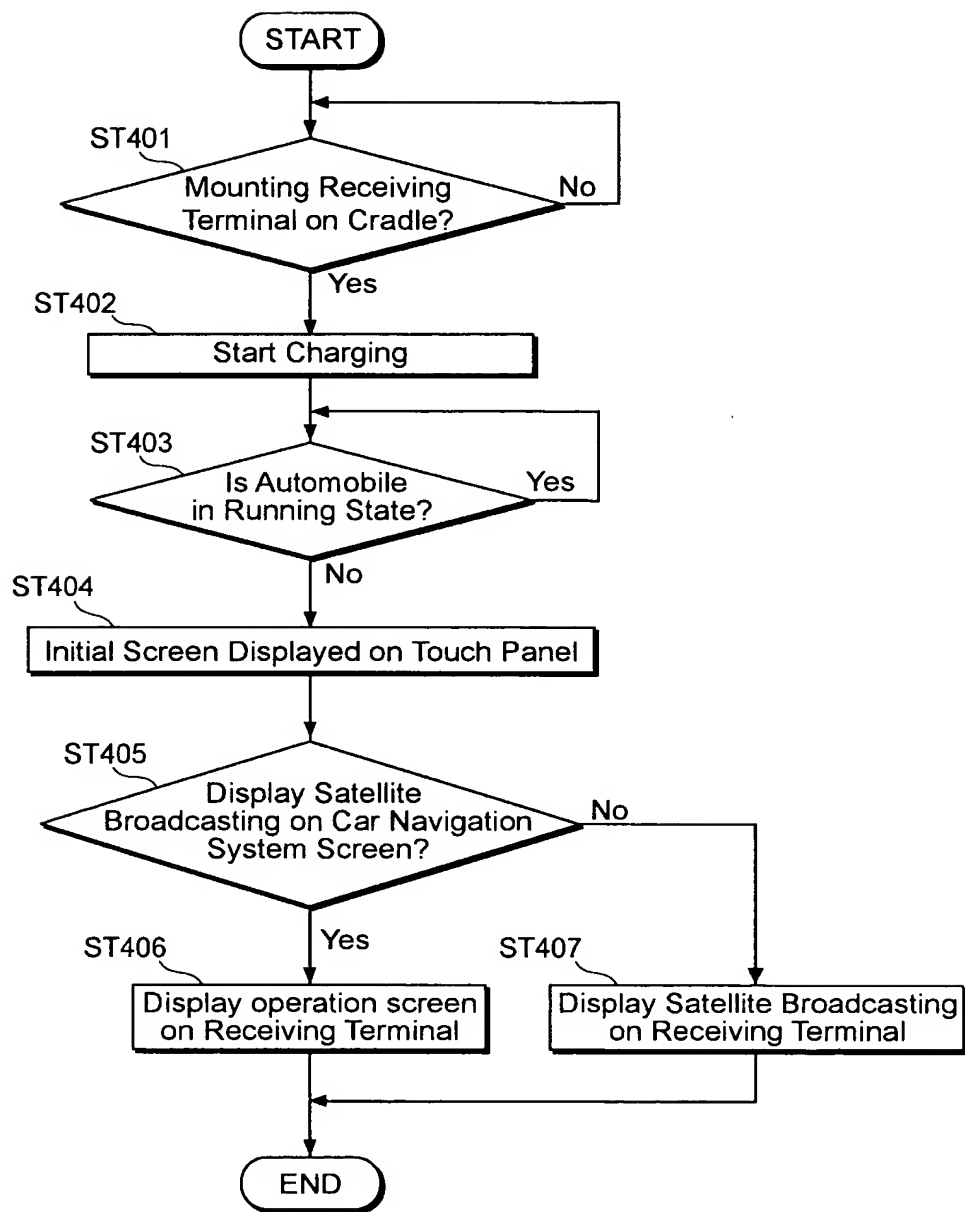 START
ST401
Mounting Receiving
Terminal on Cradle?
No
Yes
ST402
Start Charging
ST403
Is Automobile
in Running State?
Yes
No
ST404
Initial Screen Displayed on Touch Panel
ST405
Display Satellite
Broadcasting on Car Navigation
System Screen?
No
Yes
ST406
Display operation screen
on Receiving Terminal
ST407
Display Satellite Broadcasting
on Receiving Terminal
END